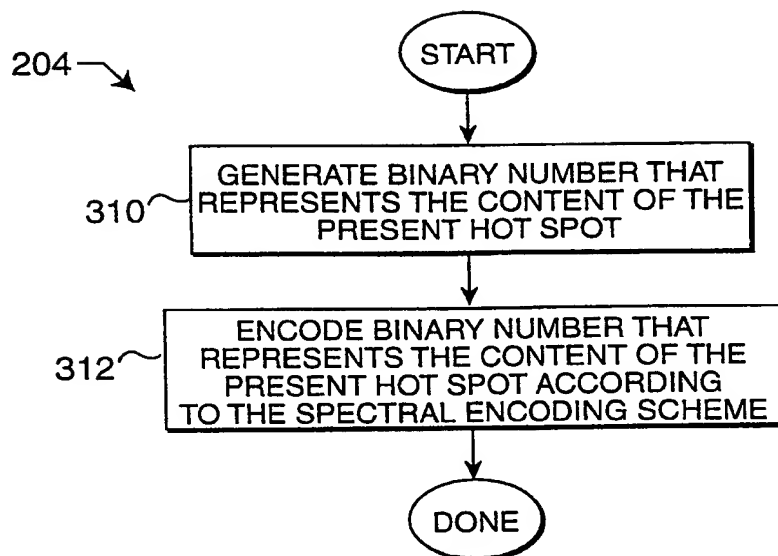 204
START
310
GENERATE BINARY NUMBER THAT
REPRESENTS THE CONTENT OF THE
PRESENT HOT SPOT
312
ENCODE BINARY NUMBER THAT
REPRESENTS THE CONTENT OF THE
PRESENT HOT SPOT ACCORDING
TO THE SPECTRAL ENCODING SCHEME
DONE